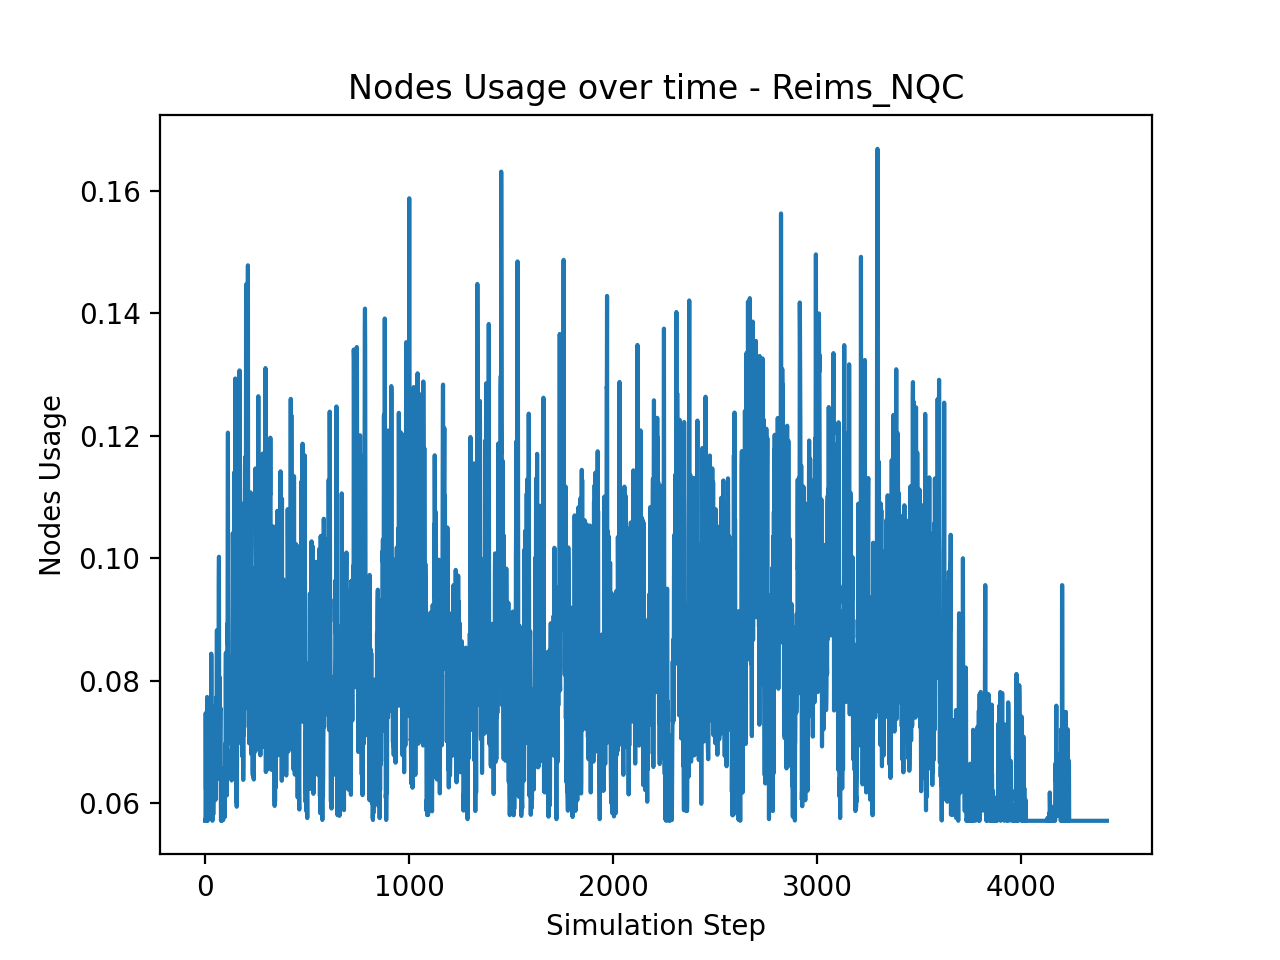 Nodes Usage over time - Reims_NQC
0.16
0.14
0.12
0.10
0.08
0.06
Nodes Usage
0 1000 2000 3000 4000
Simulation Step